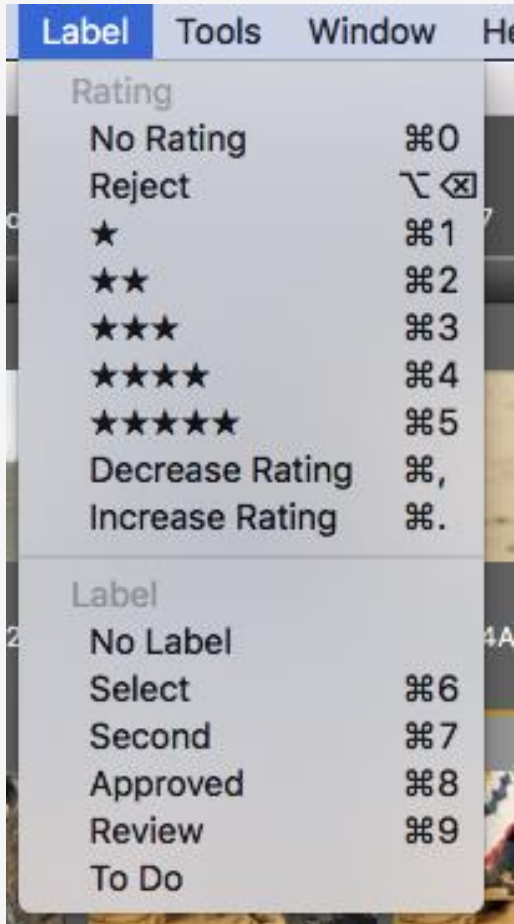 Label Tools Window He
Rating
No Rating ⌘0
Reject ⌥⌫
★ ⌘1
★★ ⌘2
★★★ ⌘3
★★★★ ⌘4
★★★★★ ⌘5
Decrease Rating ⌘,
Increase Rating ⌘.
Label
No Label
Select ⌘6
Second ⌘7
Approved ⌘8
Review ⌘9
To Do